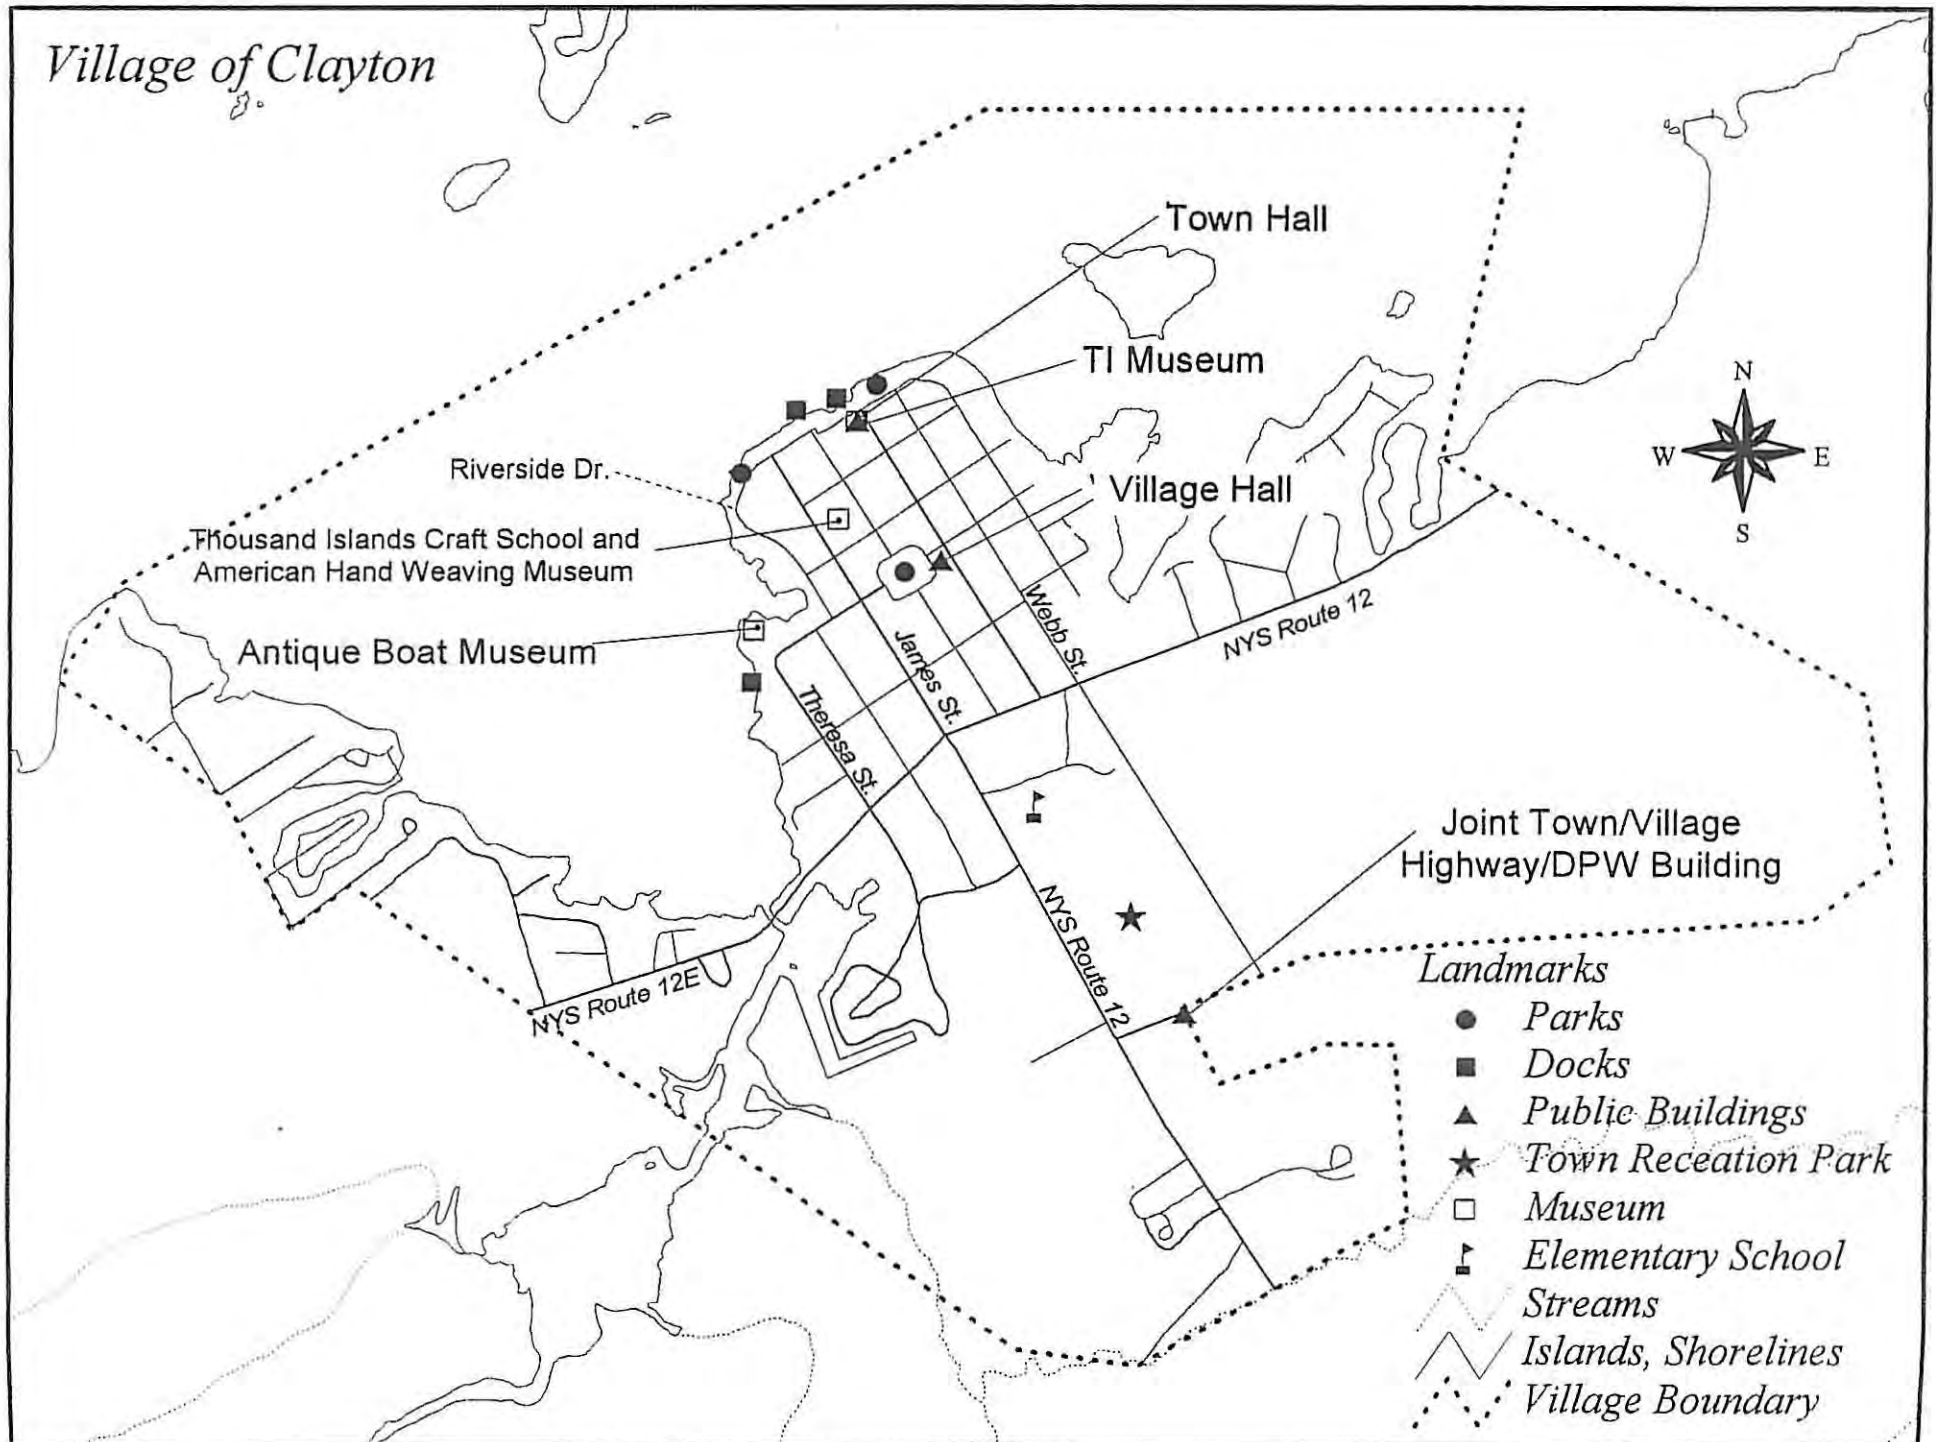 Village of Clayton
Town Hall
TI Museum
N
W
E
S
Riverside Dr.
Village Hall
Thousand Islands Craft School and
American Hand Weaving Museum
Antique Boat Museum
Webb St.
NYS Route 12
James St.
Theresa St.
Joint Town/Village
Highway/DPW Building
NYS Route 12
NYS Route 12E
Landmarks
Parks
Docks
Public Buildings
Town Receation Park
Museum
Elementary School
Streams
Islands, Shorelines
Village Boundary